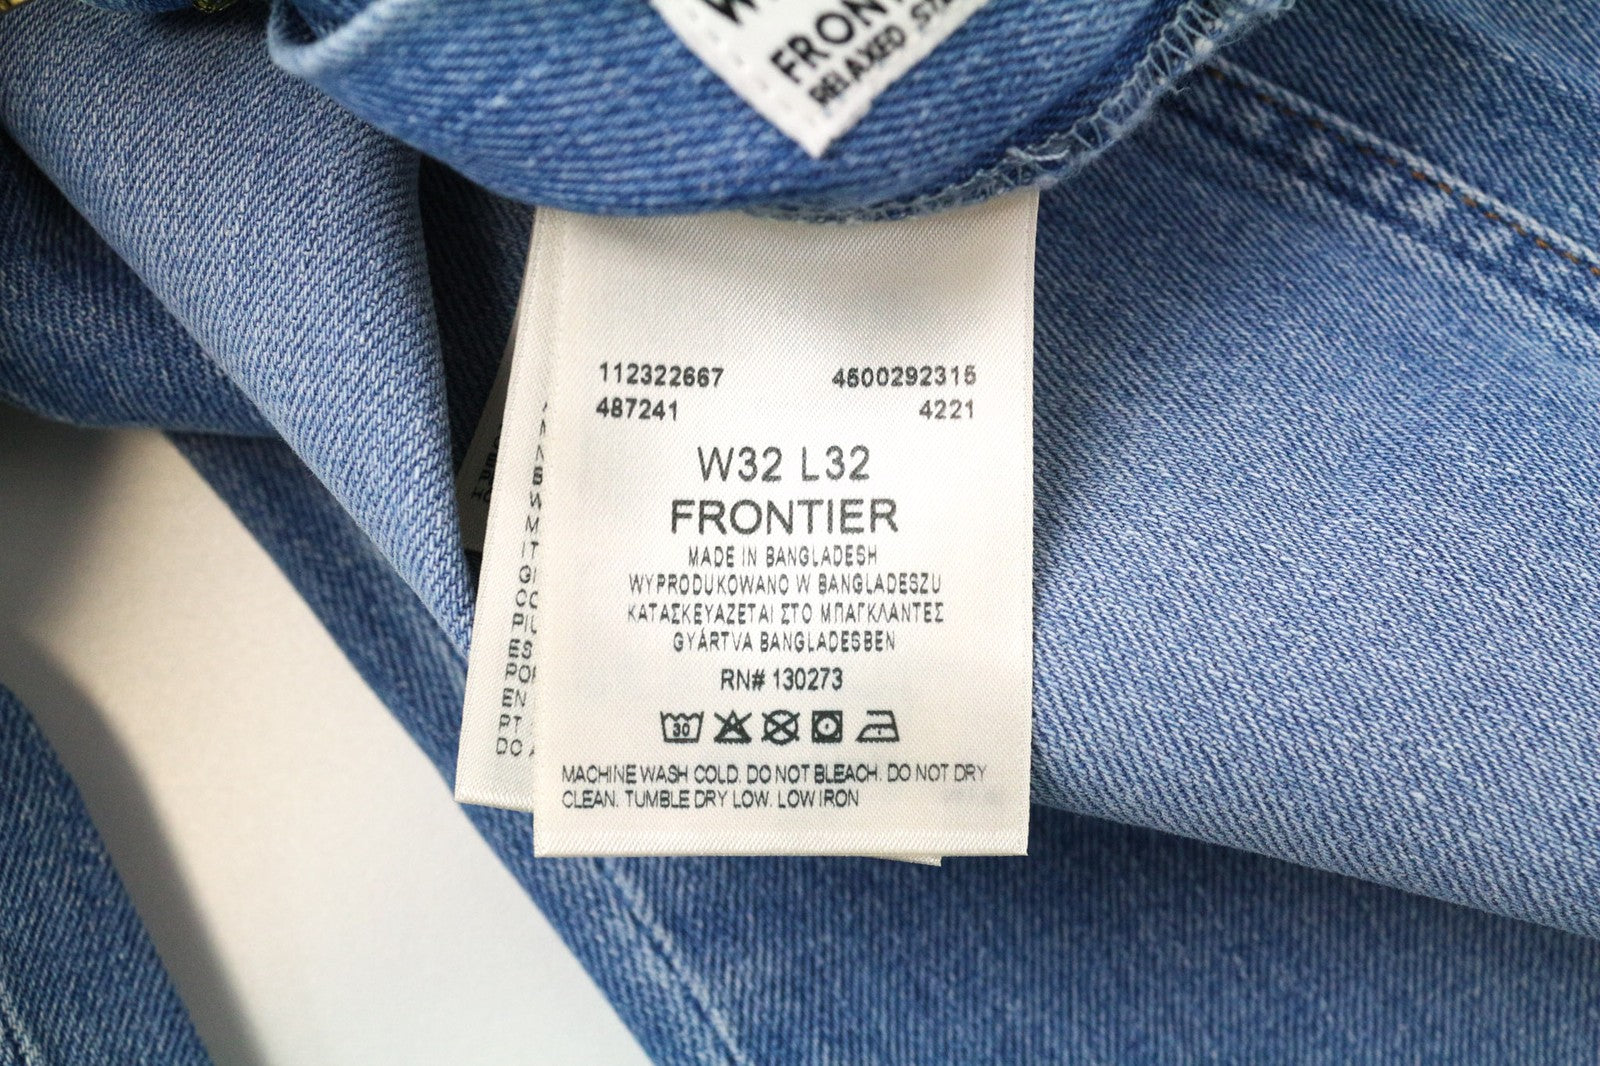 FRON
RELAXED
112322667 4500292315
487241 4221
W32 L32
FRONTIER
MADE IN BANGLADESH
WYPRODUKOWANO W BANGLADESZU
ΚΑΤΑΣΚΕΥΑΖΕΤΑΙ ΣΤΟ ΜΠΑΓΚΛΑΝΤΕΣ
GYÁRTVA BANGLADESBEN
RN# 130273
30
MACHINE WASH COLD. DO NOT BLEACH. DO NOT DRY
CLEAN. TUMBLE DRY LOW. LOW IRON